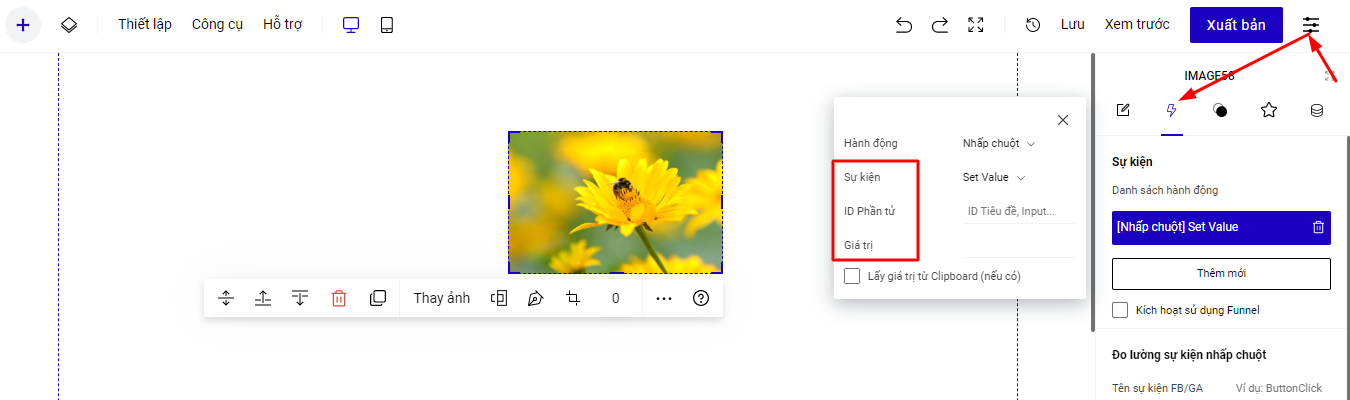 Thiết lập Công cụ Hỗ trợ Lưu Xem trước Xuất bản
IMAGE58
Hành động Nhấp chuột
Sự kiện Set Value
ID Phần tử ID Tiêu đề, Input...
Giá trị
Lấy giá trị từ Clipboard (nếu có)
Thay ảnh 0
Sự kiện
Danh sách hành động
[Nhấp chuột] Set Value
Thêm mới
Kích hoạt sử dụng Funnel
Đo lường sự kiện nhấp chuột
Tên sự kiện FB/GA Ví dụ: ButtonClick